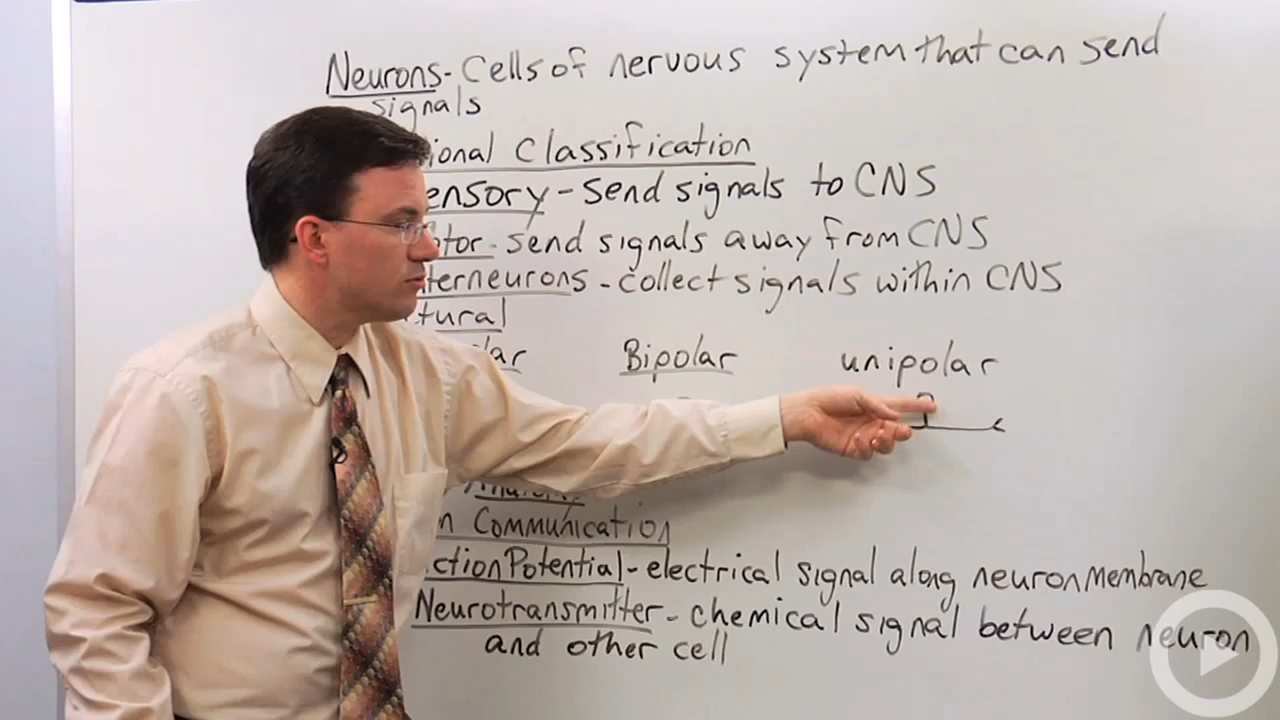 Neurons- Cells of nervous system that can send
signals
ional Classification
ensory - send signals to CNS
otor - send signals away from CNS
terneurons - collect signals within CNS
tural
lar Bipolar unipolar
n Communication
ction Potential - electrical signal along neuron membrane
Neurotransmitter - chemical signal between neuron
and other cell